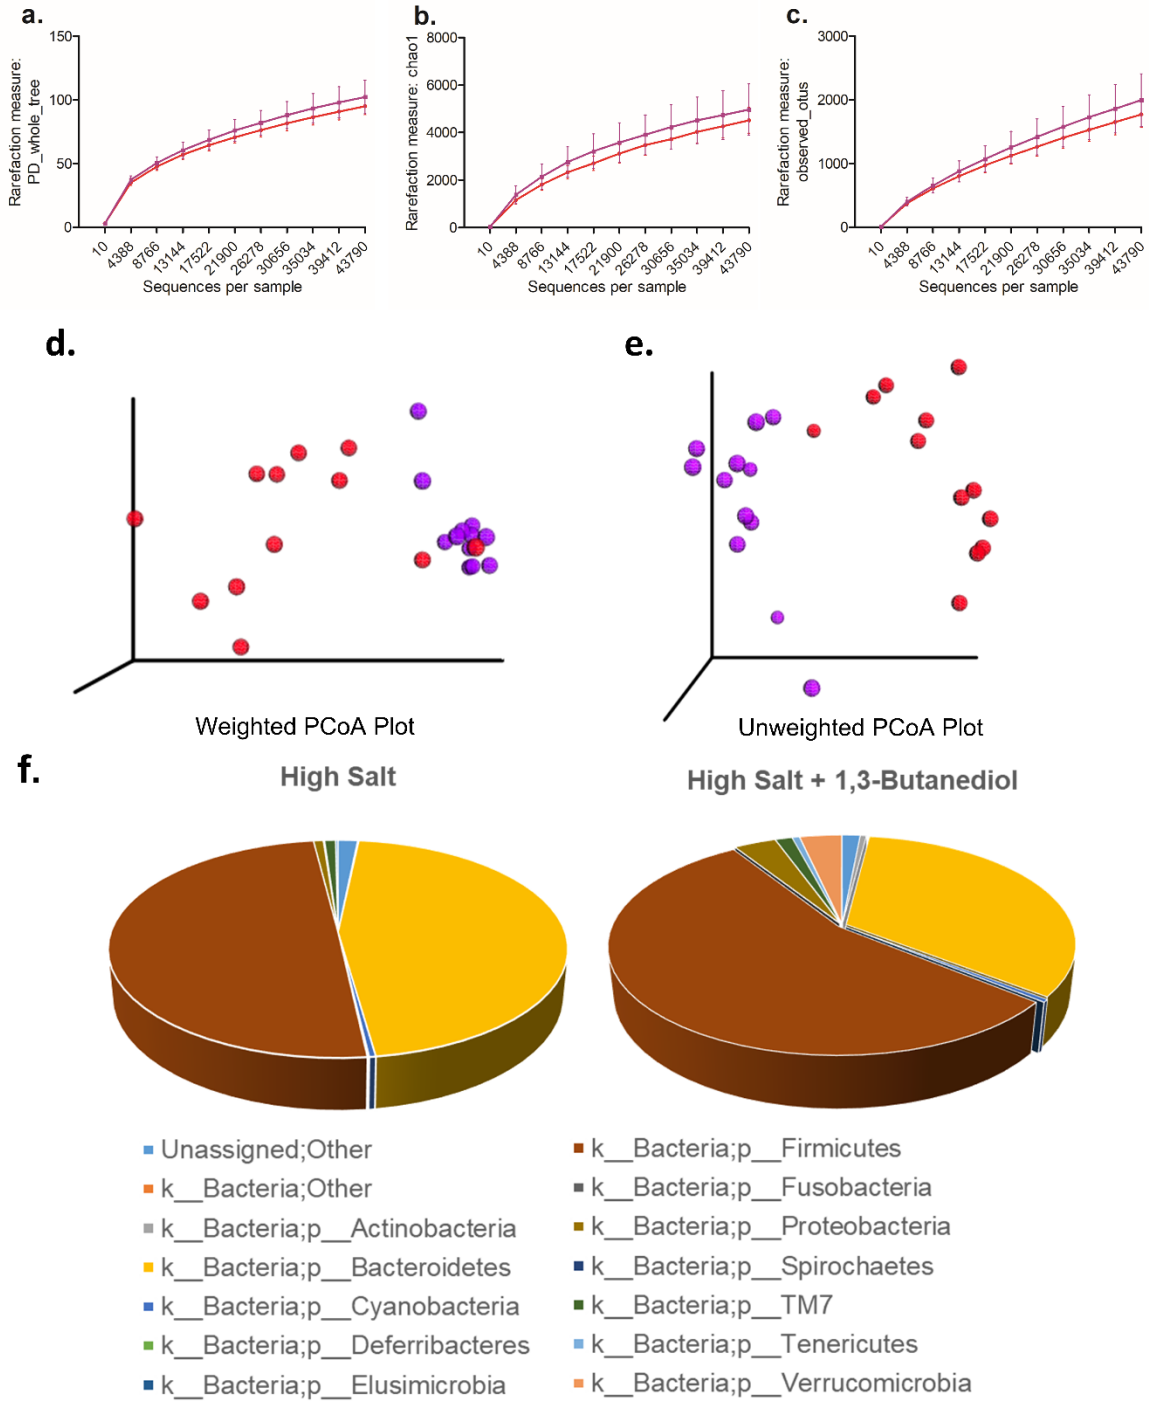 a.
Rarefaction measure:
PD_whole_tree
150
100
50
0
10
4388
8766
13144
17522
21900
26278
30656
35034
39412
43790
Sequences per sample
b.
Rarefaction measure: chao1
8000
6000
4000
2000
0
10
4388
8766
13144
17522
21900
26278
30656
35034
39412
43790
Sequences per sample
c.
Rarefaction measure:
observed_otus
3000
2000
1000
0
10
4388
8766
13144
17522
21900
26278
30656
35034
39412
43790
Sequences per sample
d.
Weighted PCoA Plot
e.
Unweighted PCoA Plot
f.
High Salt
High Salt + 1,3-Butanediol
Unassigned;Other
k__Bacteria;Other
k__Bacteria;p__Actinobacteria
k__Bacteria;p__Bacteroidetes
k__Bacteria;p__Cyanobacteria
k__Bacteria;p__Deferribacteres
k__Bacteria;p__Elusimicrobia
k__Bacteria;p__Firmicutes
k__Bacteria;p__Fusobacteria
k__Bacteria;p__Proteobacteria
k__Bacteria;p__Spirochaetes
k__Bacteria;p__TM7
k__Bacteria;p__Tenericutes
k__Bacteria;p__Verrucomicrobia